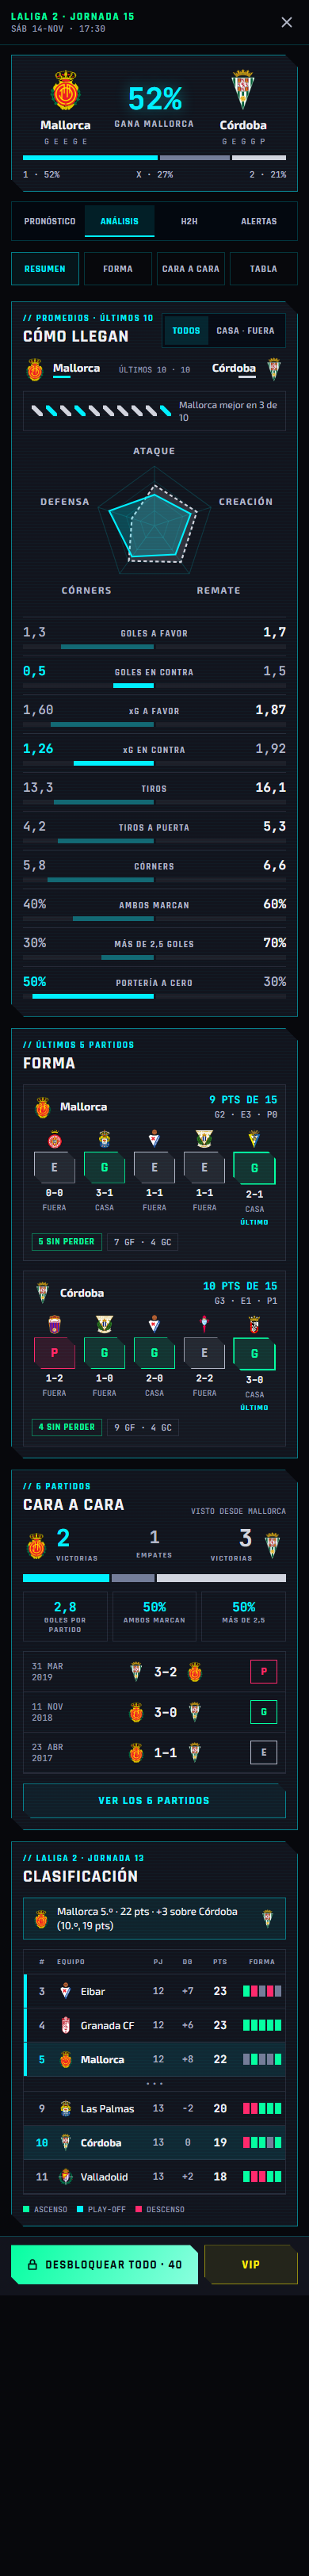 LALIGA 2 · JORNADA 15
SÁB 14-NOV · 17:30
52%
Mallorca
GANA MALLORCA
Córdoba
G E E G E
G E G G P
1 · 52%
X · 27%
2 · 21%
PRONÓSTICO
ANÁLISIS
H2H
ALERTAS
RESUMEN
FORMA
CARA A CARA
TABLA
// PROMEDIOS · ÚLTIMOS 10
CÓMO LLEGAN
TODOS
CASA · FUERA
Mallorca
ÚLTIMOS 10 · 10
Córdoba
Mallorca mejor en 3 de
10
ATAQUE
DEFENSA
CREACIÓN
CÓRNERS
REMATE
1,3 GOLES A FAVOR 1,7
0,5 GOLES EN CONTRA 1,5
1,60 xG A FAVOR 1,87
1,26 xG EN CONTRA 1,92
13,3 TIROS 16,1
4,2 TIROS A PUERTA 5,3
5,8 CÓRNERS 6,6
40% AMBOS MARCAN 60%
30% MÁS DE 2,5 GOLES 70%
50% PORTERÍA A CERO 30%
// ÚLTIMOS 5 PARTIDOS
FORMA
Mallorca
9 PTS DE 15
G2 · E3 · P0
E G E E G
0-0 3-1 1-1 1-1 2-1
FUERA CASA FUERA FUERA CASA
ÚLTIMO
5 SIN PERDER
7 GF · 4 GC
Córdoba
10 PTS DE 15
G3 · E1 · P1
P G G E G
1-2 1-0 2-0 2-2 3-0
FUERA FUERA CASA FUERA CASA
ÚLTIMO
4 SIN PERDER
9 GF · 4 GC
// 6 PARTIDOS
CARA A CARA
VISTO DESDE MALLORCA
2 1 3
VICTORIAS EMPATES VICTORIAS
2,8 50% 50%
GOLES POR PARTIDO
AMBOS MARCAN
MÁS DE 2,5
31 MAR
2019
3-2
P
11 NOV
2018
3-0
G
23 ABR
2017
1-1
E
VER LOS 6 PARTIDOS
// LALIGA 2 · JORNADA 13
CLASIFICACIÓN
Mallorca 5.º · 22 pts · +3 sobre Córdoba
(10.º, 19 pts)
# EQUIPO PJ DG PTS FORMA
3 Eibar 12 +7 23
4 Granada CF 12 +6 23
5 Mallorca 12 +8 22
•••
9 Las Palmas 13 -2 20
10 Córdoba 13 0 19
11 Valladolid 13 +2 18
ASCENSO PLAY-OFF DESCENSO
DESBLOQUEAR TODO · 40
VIP